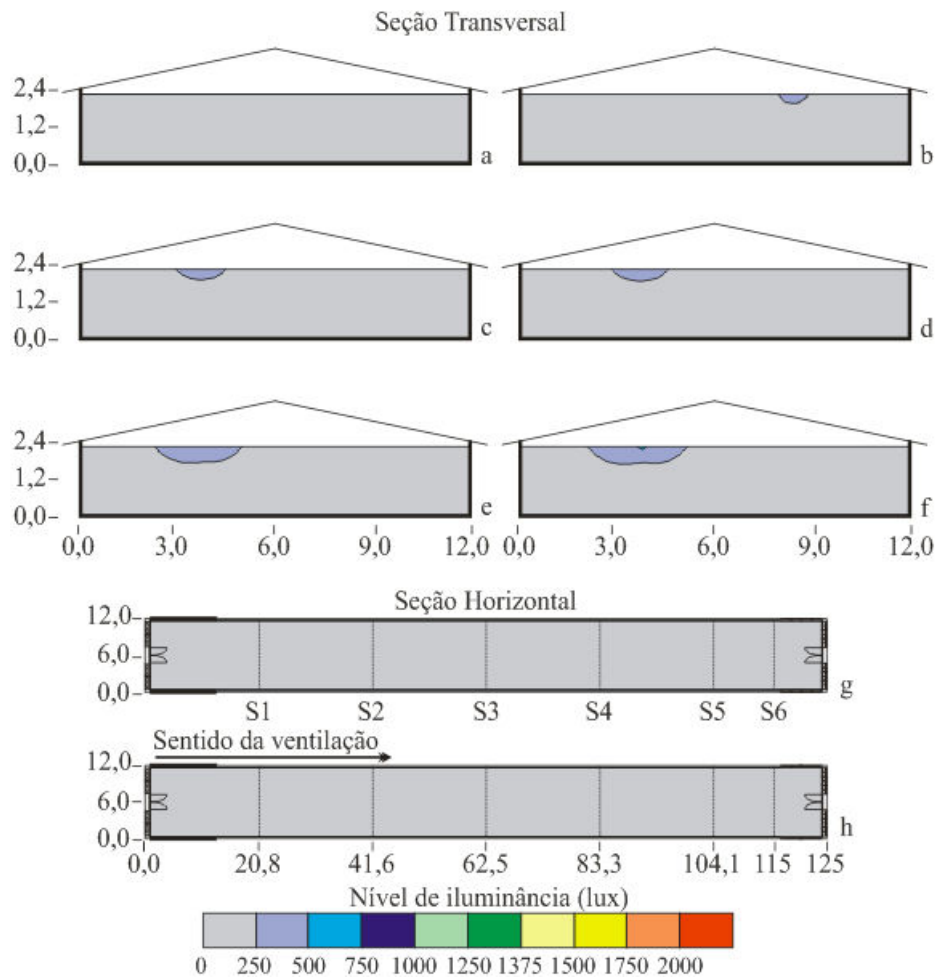 Seção Transversal
2,4
1,2
0,0
a
b
2,4
1,2
0,0
c
d
2,4
1,2
0,0
e
f
0,0 3,0 6,0 9,0 12,0 0,0 3,0 6,0 9,0 12,0
Seção Horizontal
12,0
6,0
0,0
g
S1 S2 S3 S4 S5 S6
Sentido da ventilação
12,0
6,0
0,0
h
0,0 20,8 41,6 62,5 83,3 104,1 115 125
Nível de iluminância (lux)
0 250 500 750 1000 1250 1375 1500 1750 2000